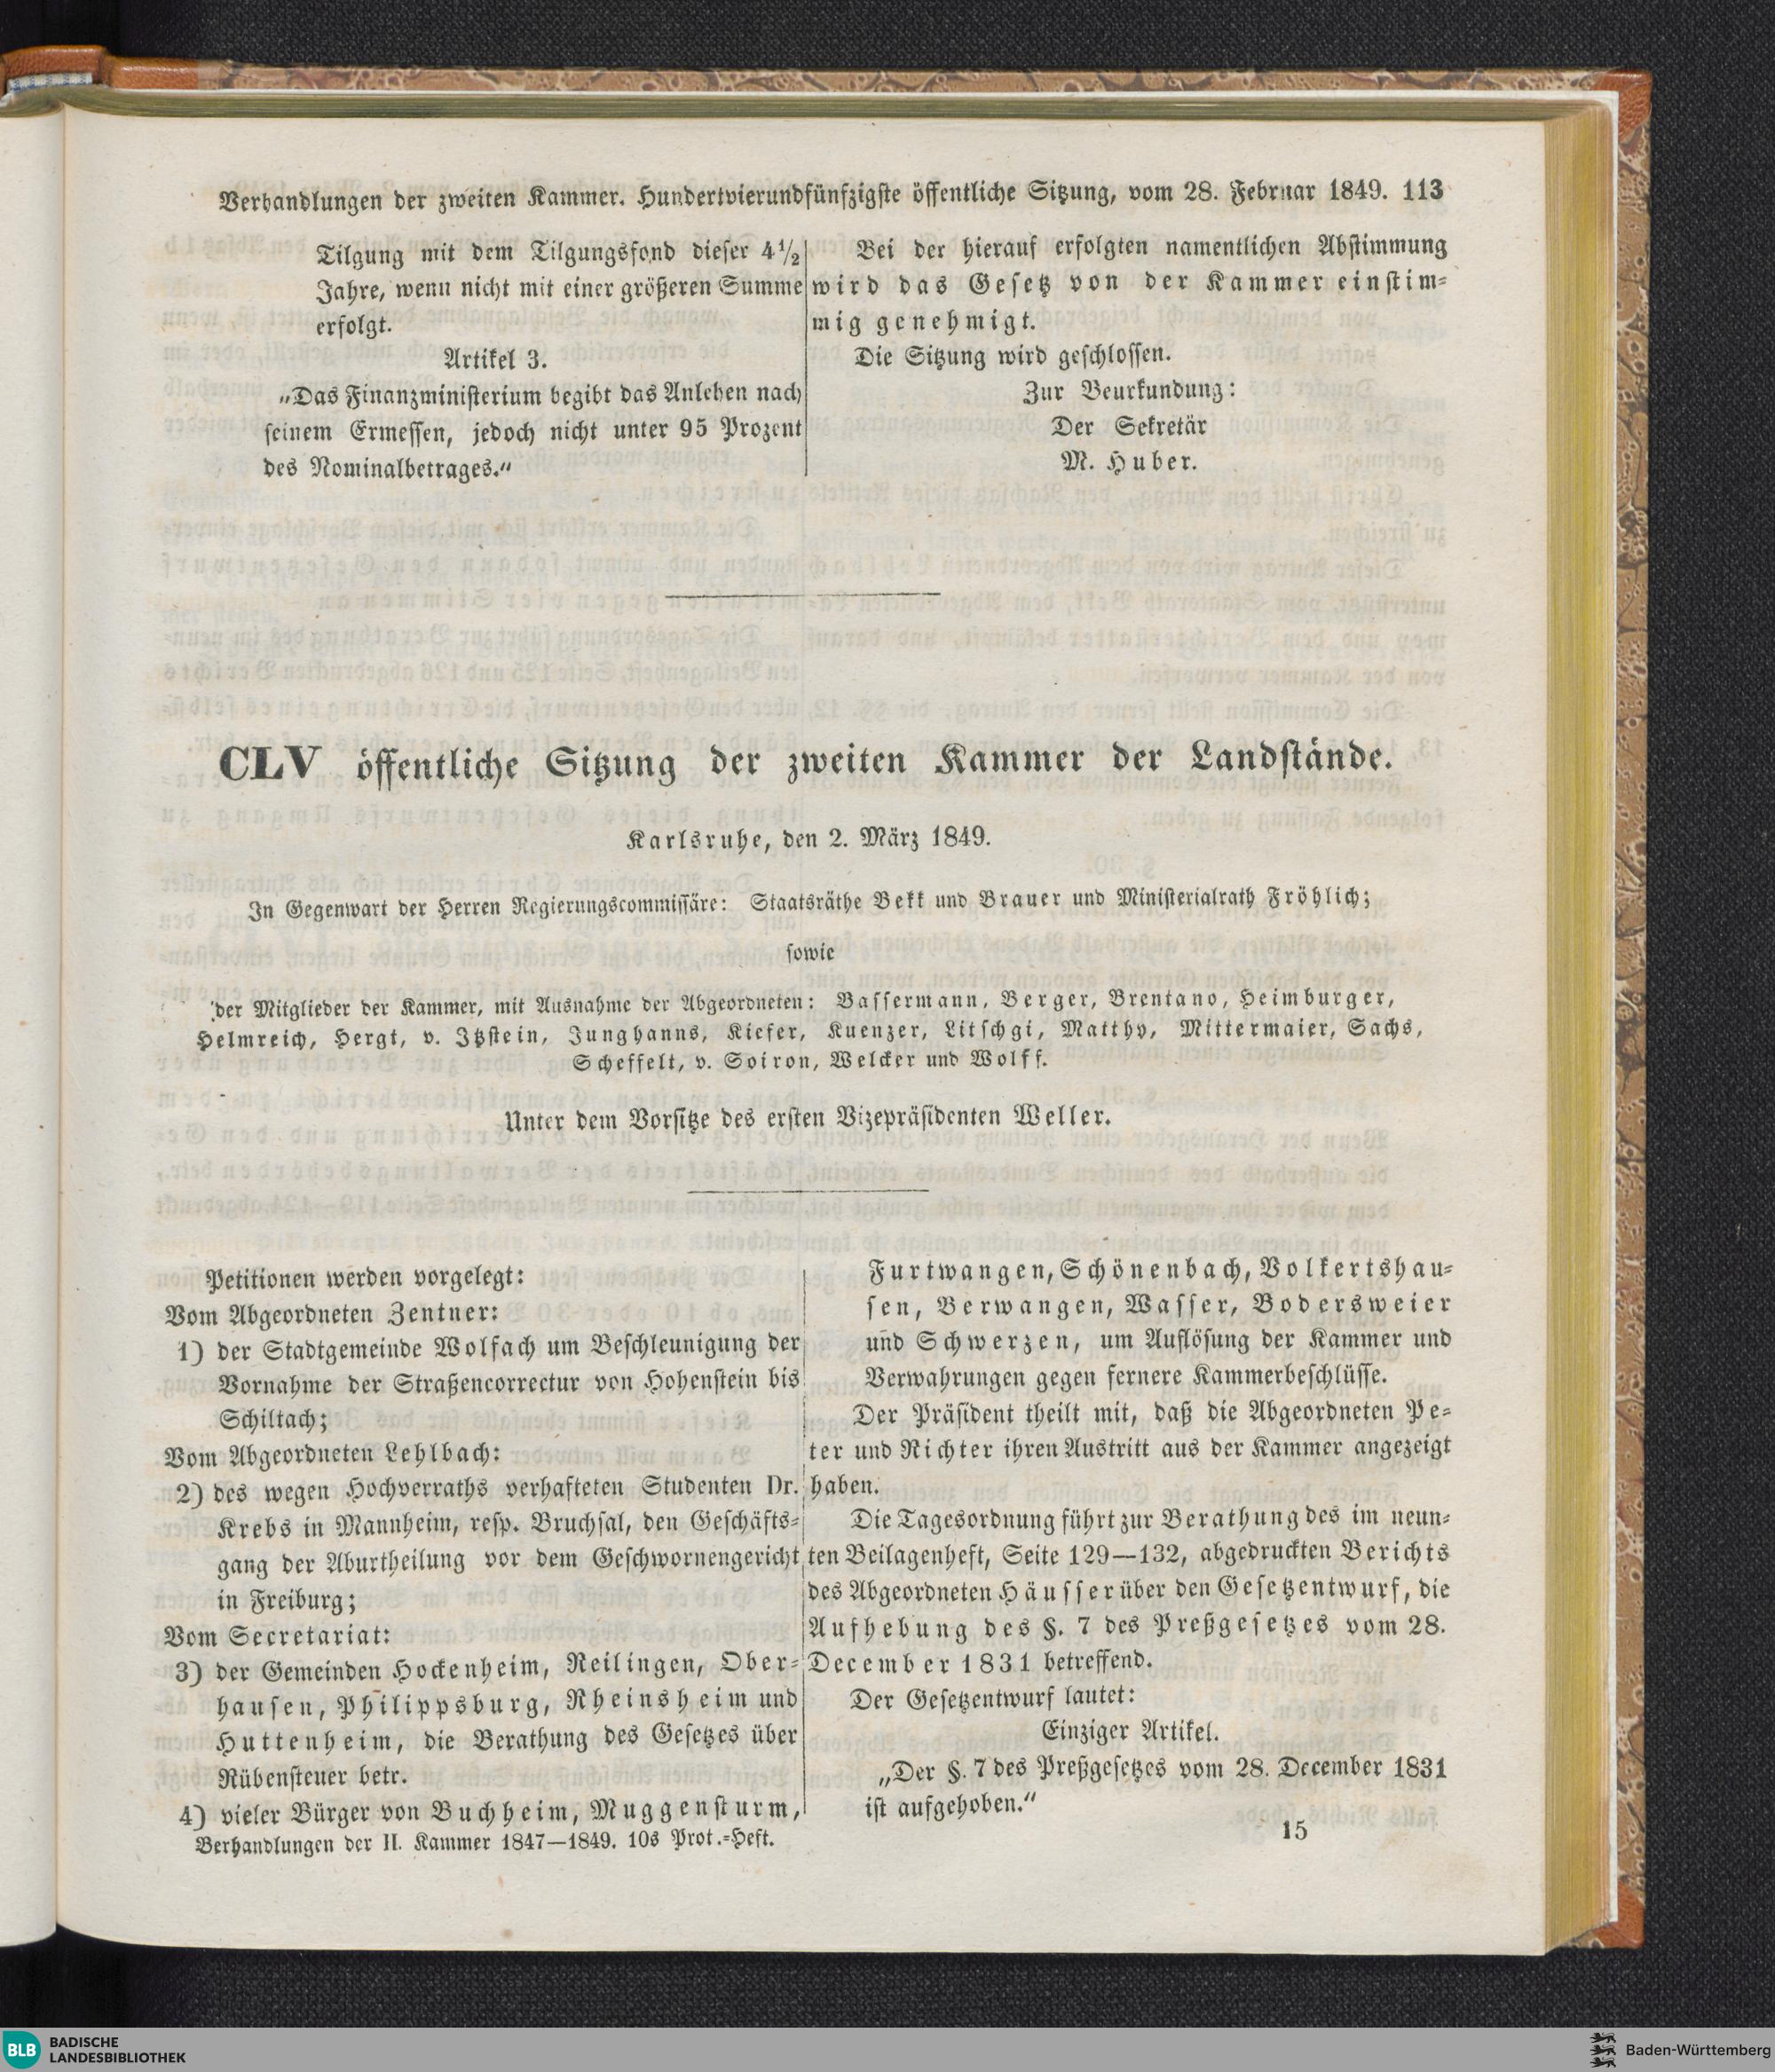 Verhandlungen der zweiten Kammer. Hundertvierundfünfzigste öffentliche Sitzung, vom 28. Februar 1849. 113
Tilgung mit dem Tilgungsfond dieser 4½
Jahre, wenn nicht mit einer größeren Summe
erfolgt.
Artikel 3.
„Das Finanzministerium begibt das Anlehen nach
seinem Ermessen, jedoch nicht unter 95 Prozent
des Nominalbetrages.“
Bei der hierauf erfolgten namentlichen Abstimmung
wird das Gesetz von der Kammer einstim-
mig genehmigt.
Die Sitzung wird geschlossen.
Zur Beurkundung:
Der Sekretär
M. Huber.
CLV öffentliche Sitzung der zweiten Kammer der Landstände.
Karlsruhe, den 2. März 1849.
In Gegenwart der Herren Regierungscommissäre: Staatsräthe Bekk und Brauer und Ministerialrath Fröhlich;
sowie
der Mitglieder der Kammer, mit Ausnahme der Abgeordneten: Bassermann, Berger, Brentano, Heimburger,
Helmreich, Hergt, v. Itzstein, Junghanns, Kiefer, Kuenzer, Litschgi, Matthy, Mittermaier, Sachs,
Scheffelt, v. Soiron, Welcker und Wolff.
Unter dem Vorsitze des ersten Vizepräsidenten Weller.
Petitionen werden vorgelegt:
Vom Abgeordneten Zentner:
1) der Stadtgemeinde Wolfach um Beschleunigung der
Vornahme der Straßencorrectur von Hohenstein bis
Schiltach;
Vom Abgeordneten Lehlbach:
2) des wegen Hochverraths verhafteten Studenten Dr.
Krebs in Mannheim, resp. Bruchsal, den Geschäfts-
gang der Aburtheilung vor dem Geschwornengericht
in Freiburg;
Vom Secretariat:
3) der Gemeinden Hockenheim, Reilingen, Ober-
hausen, Philippsburg, Rheinsheim und
Huttenheim, die Berathung des Gesetzes über
Rübensteuer betr.
4) vieler Bürger von Buchheim, Muggensturm,
Verhandlungen der II. Kammer 1847—1849. 10s Prot.-Heft.
Furtwangen, Schönenbach, Volkertshau-
sen, Berwangen, Wasser, Bodersweier
und Schwerzen, um Auflösung der Kammer und
Verwahrungen gegen fernere Kammerbeschlüsse.
Der Präsident theilt mit, daß die Abgeordneten Pe-
ter und Richter ihren Austritt aus der Kammer angezeigt
haben.
Die Tagesordnung führt zur Berathung des im neun-
ten Beilagenheft, Seite 129—132, abgedruckten Berichts
des Abgeordneten Häusser über den Gesetzentwurf, die
Aufhebung des §. 7 des Preßgesetzes vom 28.
December 1831 betreffend.
Der Gesetzentwurf lautet:
Einziger Artikel.
„Der §. 7 des Preßgesetzes vom 28. December 1831
ist aufgehoben.“
15
BLB BADISCHE
LANDESBIBLIOTHEK
Baden-Württemberg